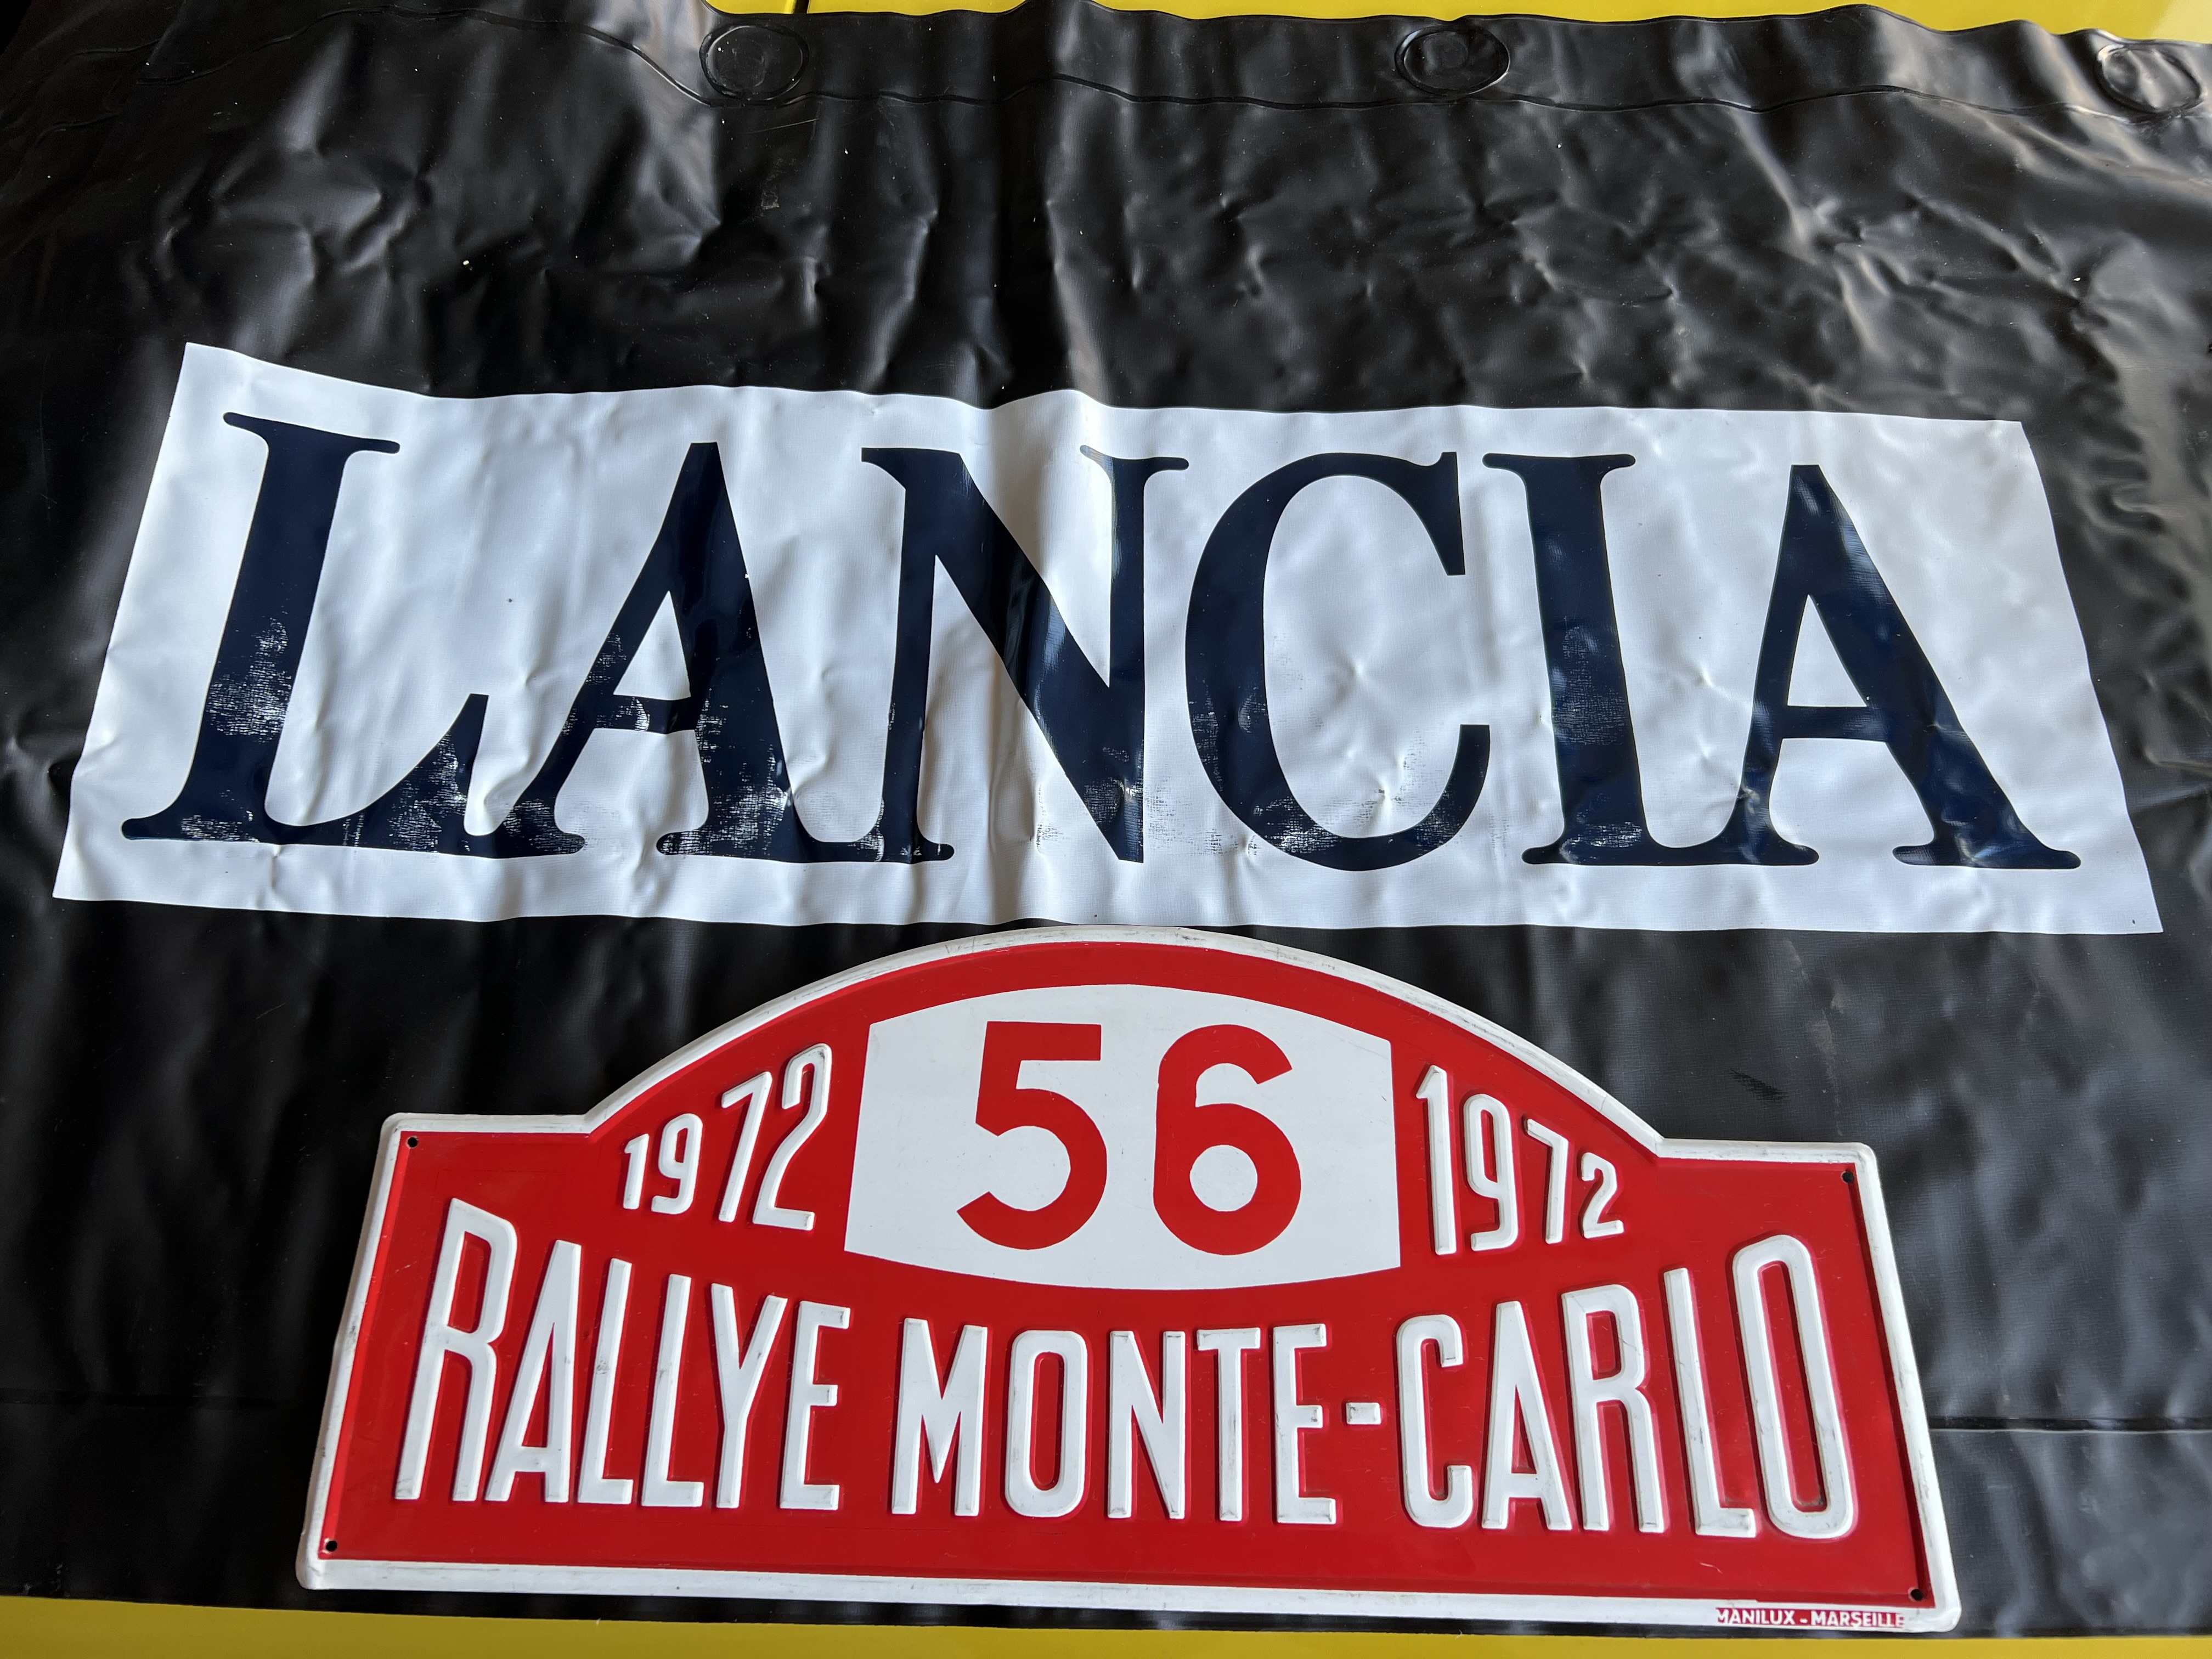 LANCIA
1972 56 1972
RALLYE MONTE-CARLO
MANILUX - MARSEILLE